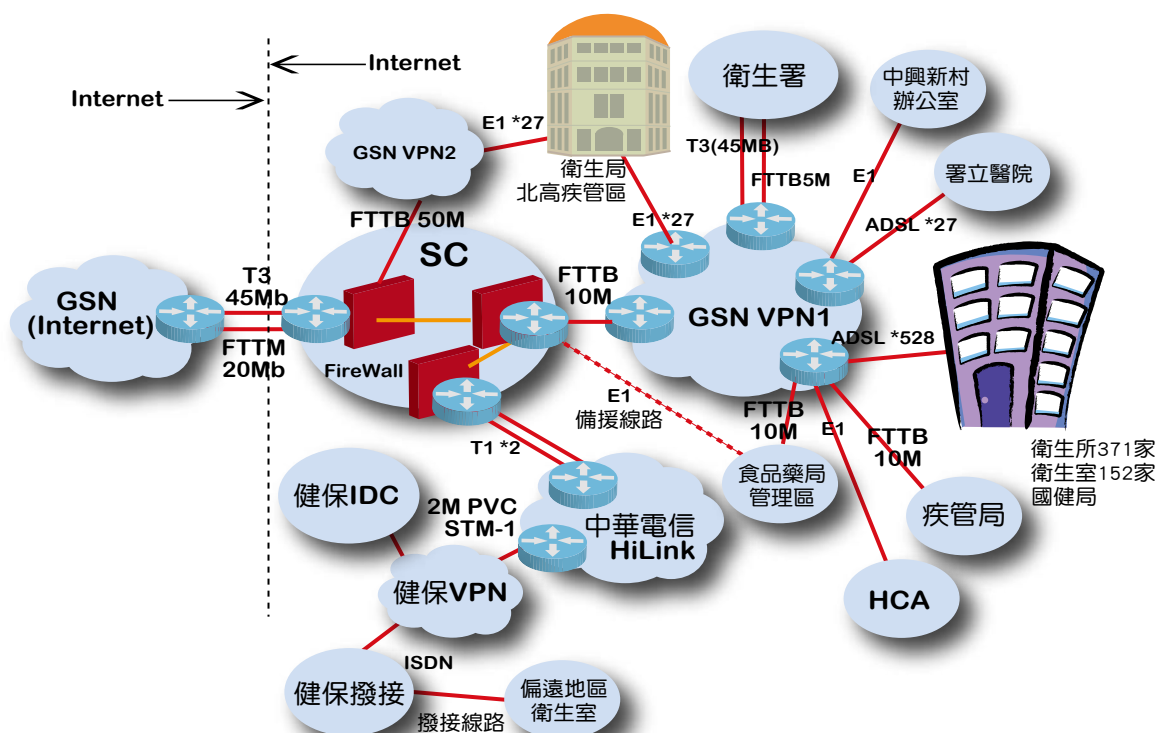 Internet
Internet
GSN VPN2
E1 *27
衛生局
北高疾管區
衛生署
中興新村
辦公室
T3(45MB)
FTTB5M
E1
署立醫院
ADSL *27
FTTB 50M
E1 *27
SC
GSN
(Internet)
T3
45Mb
FTTM
20Mb
FireWall
FTTB
10M
GSN VPN1
ADSL *528
衛生所371家
衛生室152家
國健局
E1
備援線路
FTTB
10M
E1
FTTB
10M
食品藥局
管理區
疾管局
HCA
T1 *2
中華電信
HiLink
2M PVC
STM-1
健保IDC
健保VPN
健保撥接
ISDN
撥接線路
偏遠地區
衛生室